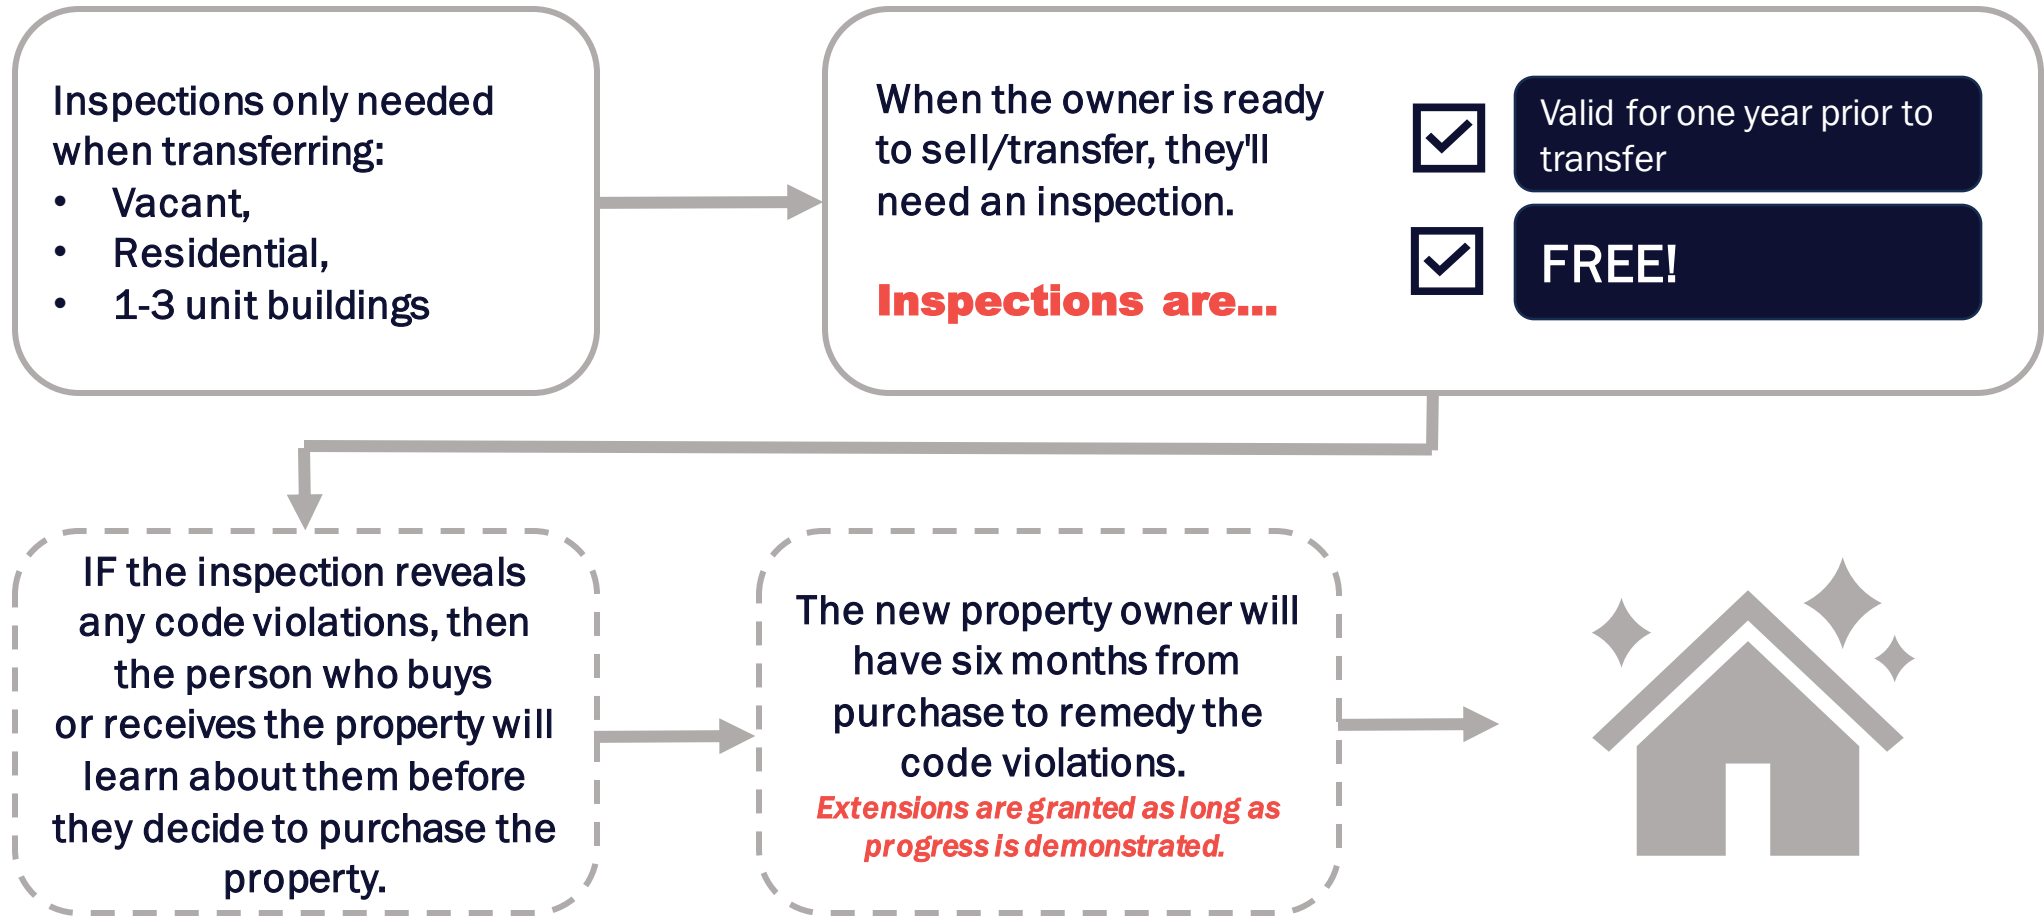 Inspections only needed
when transferring:
• Vacant,
• Residential,
• 1-3 unit buildings
When the owner is ready
to sell/transfer, they'll
need an inspection.
Inspections are...
Valid for one year prior to
transfer
FREE!
IF the inspection reveals
any code violations, then
the person who buys
or receives the property will
learn about them before
they decide to purchase the
property.
The new property owner will
have six months from
purchase to remedy the
code violations.
Extensions are granted as long as
progress is demonstrated.